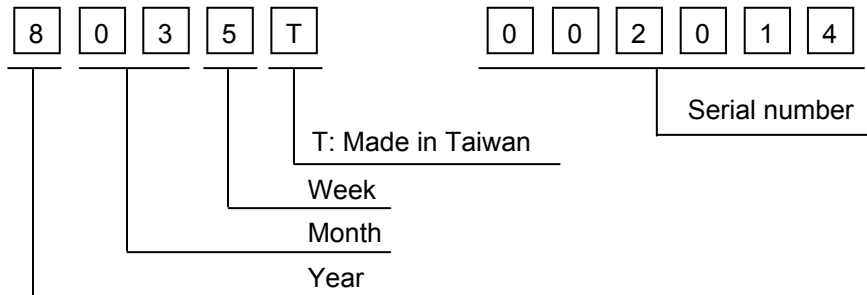 8 0 3 5 T 0 0 2 0 1 4
Serial number
T: Made in Taiwan
Week
Month
Year